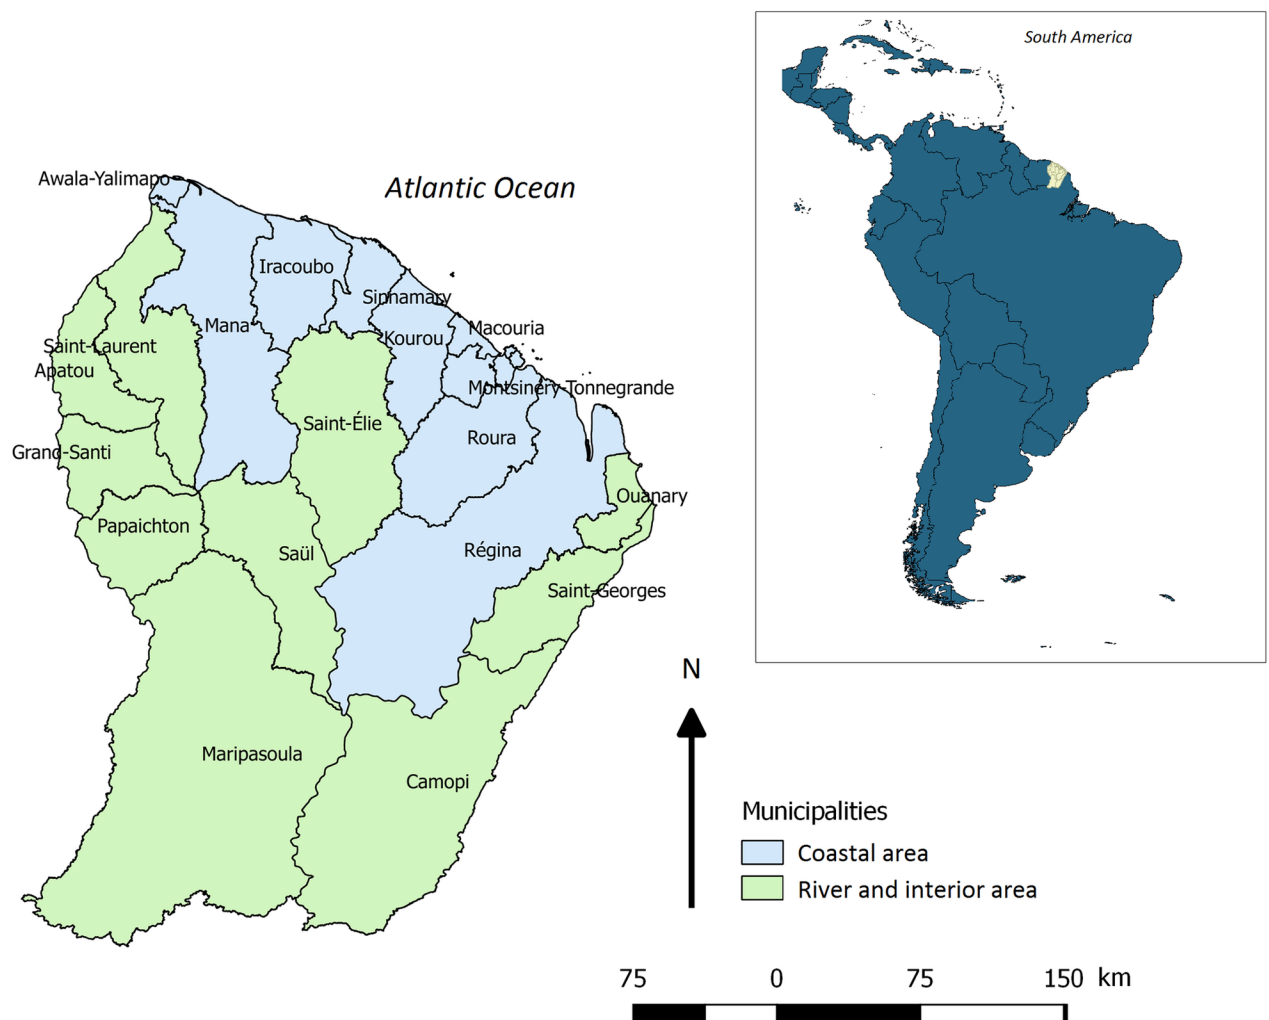 South America
Awala-Yalimapo
Atlantic Ocean
Iracoubo
Sinnamary
Mana
Macouria
Kourou
Saint-Laurent
Apatou
Montsinéry-Tonnegrande
Saint-Élie
Roura
Grand-Santi
Ouanary
Papaichton
Saül
Régina
Saint-Georges
N
Maripasoula
Camopi
Municipalities
Coastal area
River and interior area
75 0 75 150 km